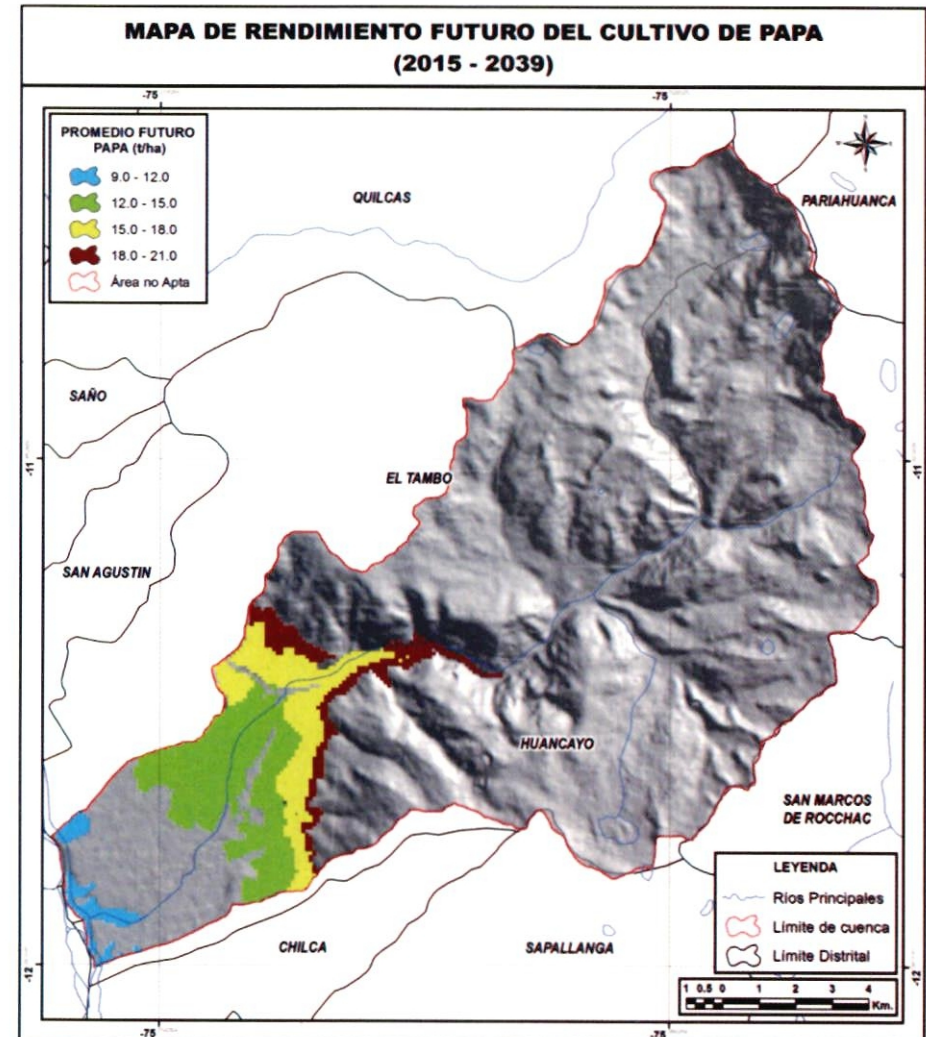 MAPA DE RENDIMIENTO FUTURO DEL CULTIVO DE PAPA
(2015 - 2039)
-75
-75
PROMEDIO FUTURO
PAPA (t/ha)
9.0 - 12.0
12.0 - 15.0
15.0 - 18.0
18.0 - 21.0
Área no Apta
QUILCAS
PARIAHUANCA
SAÑO
EL TAMBO
-11
-11
SAN AGUSTIN
HUANCAYO
SAN MARCOS
DE ROCCHAC
CHILCA
SAPALLANGA
LEYENDA
Ríos Principales
Límite de cuenca
Límite Distrital
-12
-12
1 0.5 0 1 2 3 4
Km.
-75
-75